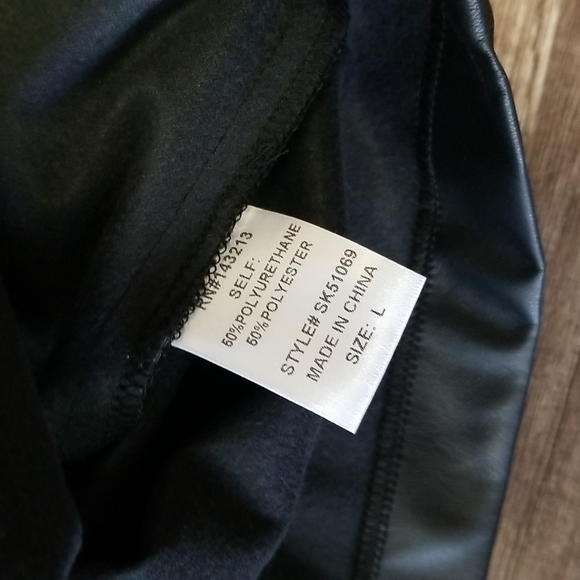 RN#143213
SELF:
50%POLYURETHANE
50%POLYESTER
STYLE# SK51069
MADE IN CHINA
SIZE: L